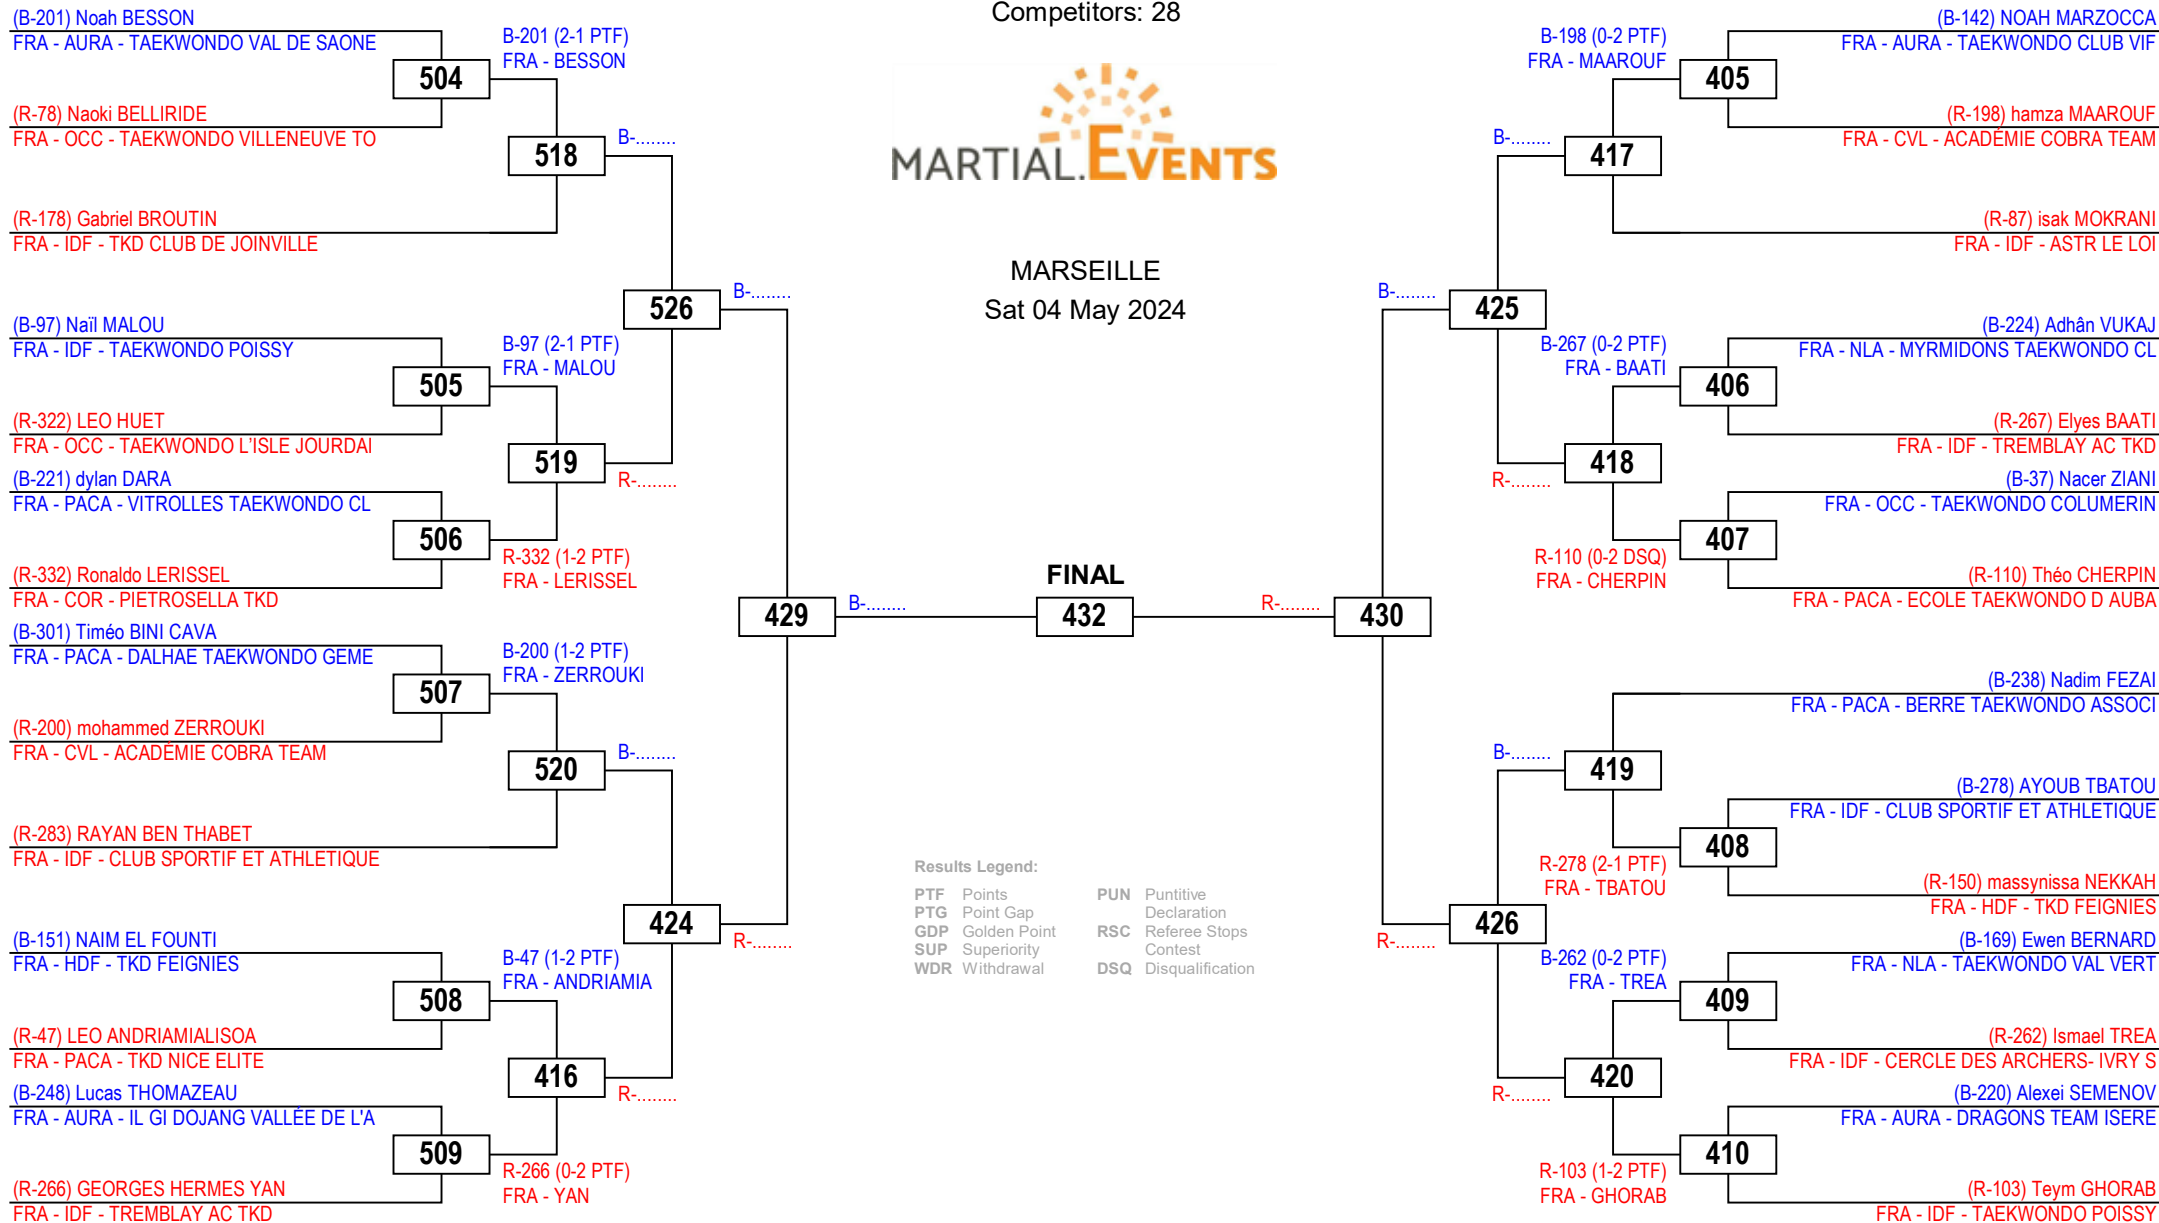 (B-201) Noah BESSON
FRA - AURA - TAEKWONDO VAL DE SAONE
504
B-201 (2-1 PTF)
FRA - BESSON
(R-78) Naoki BELLIRIDE
FRA - OCC - TAEKWONDO VILLENEUVE TO
518
B-........
(R-178) Gabriel BROUTIN
FRA - IDF - TKD CLUB DE JOINVILLE
526
B-........
(B-97) Naïl MALOU
FRA - IDF - TAEKWONDO POISSY
505
B-97 (2-1 PTF)
FRA - MALOU
(R-322) LEO HUET
FRA - OCC - TAEKWONDO L'ISLE JOURDAI
519
R-........
(B-221) dylan DARA
FRA - PACA - VITROLLES TAEKWONDO CL
506
R-332 (1-2 PTF)
FRA - LERISSEL
(R-332) Ronaldo LERISSEL
FRA - COR - PIETROSELLA TKD
429
B-........
(B-301) Timéo BINI CAVA
FRA - PACA - DALHAE TAEKWONDO GEME
507
B-200 (1-2 PTF)
FRA - ZERROUKI
(R-200) mohammed ZERROUKI
FRA - CVL - ACADÉMIE COBRA TEAM
520
B-........
(R-283) RAYAN BEN THABET
FRA - IDF - CLUB SPORTIF ET ATHLETIQUE
424
R-........
(B-151) NAIM EL FOUNTI
FRA - HDF - TKD FEIGNIES
508
B-47 (1-2 PTF)
FRA - ANDRIAMIA
(R-47) LEO ANDRIAMIALISOA
FRA - PACA - TKD NICE ELITE
416
R-........
(B-248) Lucas THOMAZEAU
FRA - AURA - IL GI DOJANG VALLÉE DE L'A
509
R-266 (0-2 PTF)
FRA - YAN
(R-266) GEORGES HERMES YAN
FRA - IDF - TREMBLAY AC TKD
Competitors: 28
MARTIAL.EVENTS
MARSEILLE
Sat 04 May 2024
FINAL
432
Results Legend:
PTF Points
PTG Point Gap
GDP Golden Point
SUP Superiority
WDR Withdrawal
PUN Puntitive
Declaration
RSC Referee Stops
Contest
DSQ Disqualification
(B-142) NOAH MARZOCCA
FRA - AURA - TAEKWONDO CLUB VIF
405
B-198 (0-2 PTF)
FRA - MAAROUF
(R-198) hamza MAAROUF
FRA - CVL - ACADÉMIE COBRA TEAM
417
B-........
(R-87) isak MOKRANI
FRA - IDF - ASTR LE LOI
425
B-........
(B-224) Adhân VUKAJ
FRA - NLA - MYRMIDONS TAEKWONDO CL
406
B-267 (0-2 PTF)
FRA - BAATI
(R-267) Elyes BAATI
FRA - IDF - TREMBLAY AC TKD
418
R-........
(B-37) Nacer ZIANI
FRA - OCC - TAEKWONDO COLUMERIN
407
R-110 (0-2 DSQ)
FRA - CHERPIN
(R-110) Théo CHERPIN
FRA - PACA - ECOLE TAEKWONDO D AUBA
430
R-........
(B-238) Nadim FEZAI
FRA - PACA - BERRE TAEKWONDO ASSOCI
419
B-........
(B-278) AYOUB TBATOU
FRA - IDF - CLUB SPORTIF ET ATHLETIQUE
408
R-278 (2-1 PTF)
FRA - TBATOU
(R-150) massynissa NEKKAH
FRA - HDF - TKD FEIGNIES
426
R-........
(B-169) Ewen BERNARD
FRA - NLA - TAEKWONDO VAL VERT
409
B-262 (0-2 PTF)
FRA - TREA
(R-262) Ismael TREA
FRA - IDF - CERCLE DES ARCHERS- IVRY S
420
R-........
(B-220) Alexei SEMENOV
FRA - AURA - DRAGONS TEAM ISERE
410
R-103 (1-2 PTF)
FRA - GHORAB
(R-103) Teym GHORAB
FRA - IDF - TAEKWONDO POISSY